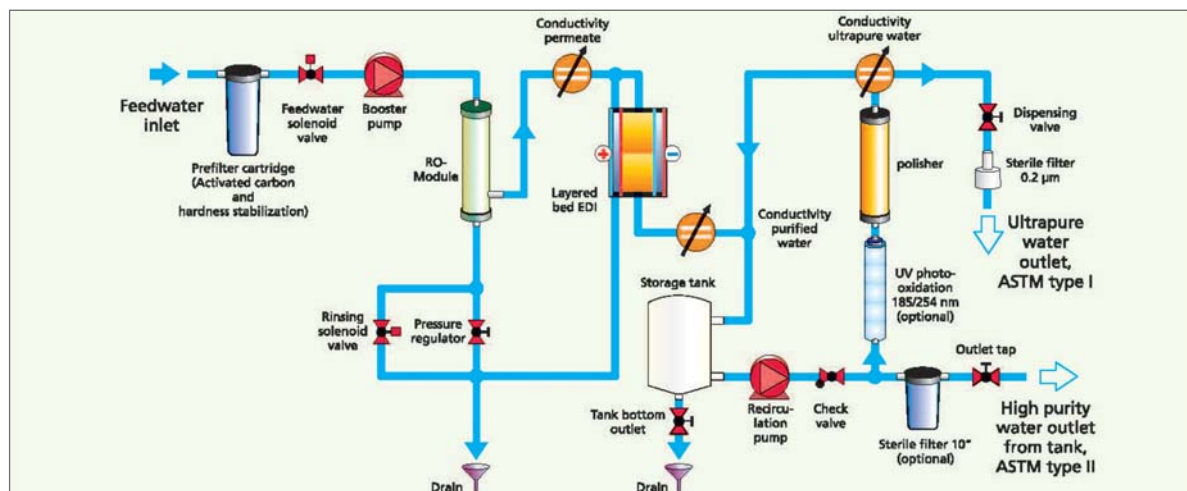 Conductivity
permeate
Conductivity
ultrapure water
Feedwater
inlet
Feedwater
solenoid
valve
Booster
pump
Prefilter cartridge
(Activated carbon
and
hardness stabilization)
RO-
Module
+
−
Layered
bed EDI
Conductivity
purified
water
polisher
Dispensing
valve
Sterile filter
0.2 µm
Ultrapure
water
outlet,
ASTM type I
UV photo-
oxidation
185/254 nm
(optional)
Storage tank
Rinsing
solenoid
valve
Pressure
regulator
Tank bottom
outlet
Recircu-
lation
pump
Check
valve
Outlet tap
Sterile filter 10"
(optional)
High purity
water outlet
from tank,
ASTM type II
Drain
Drain